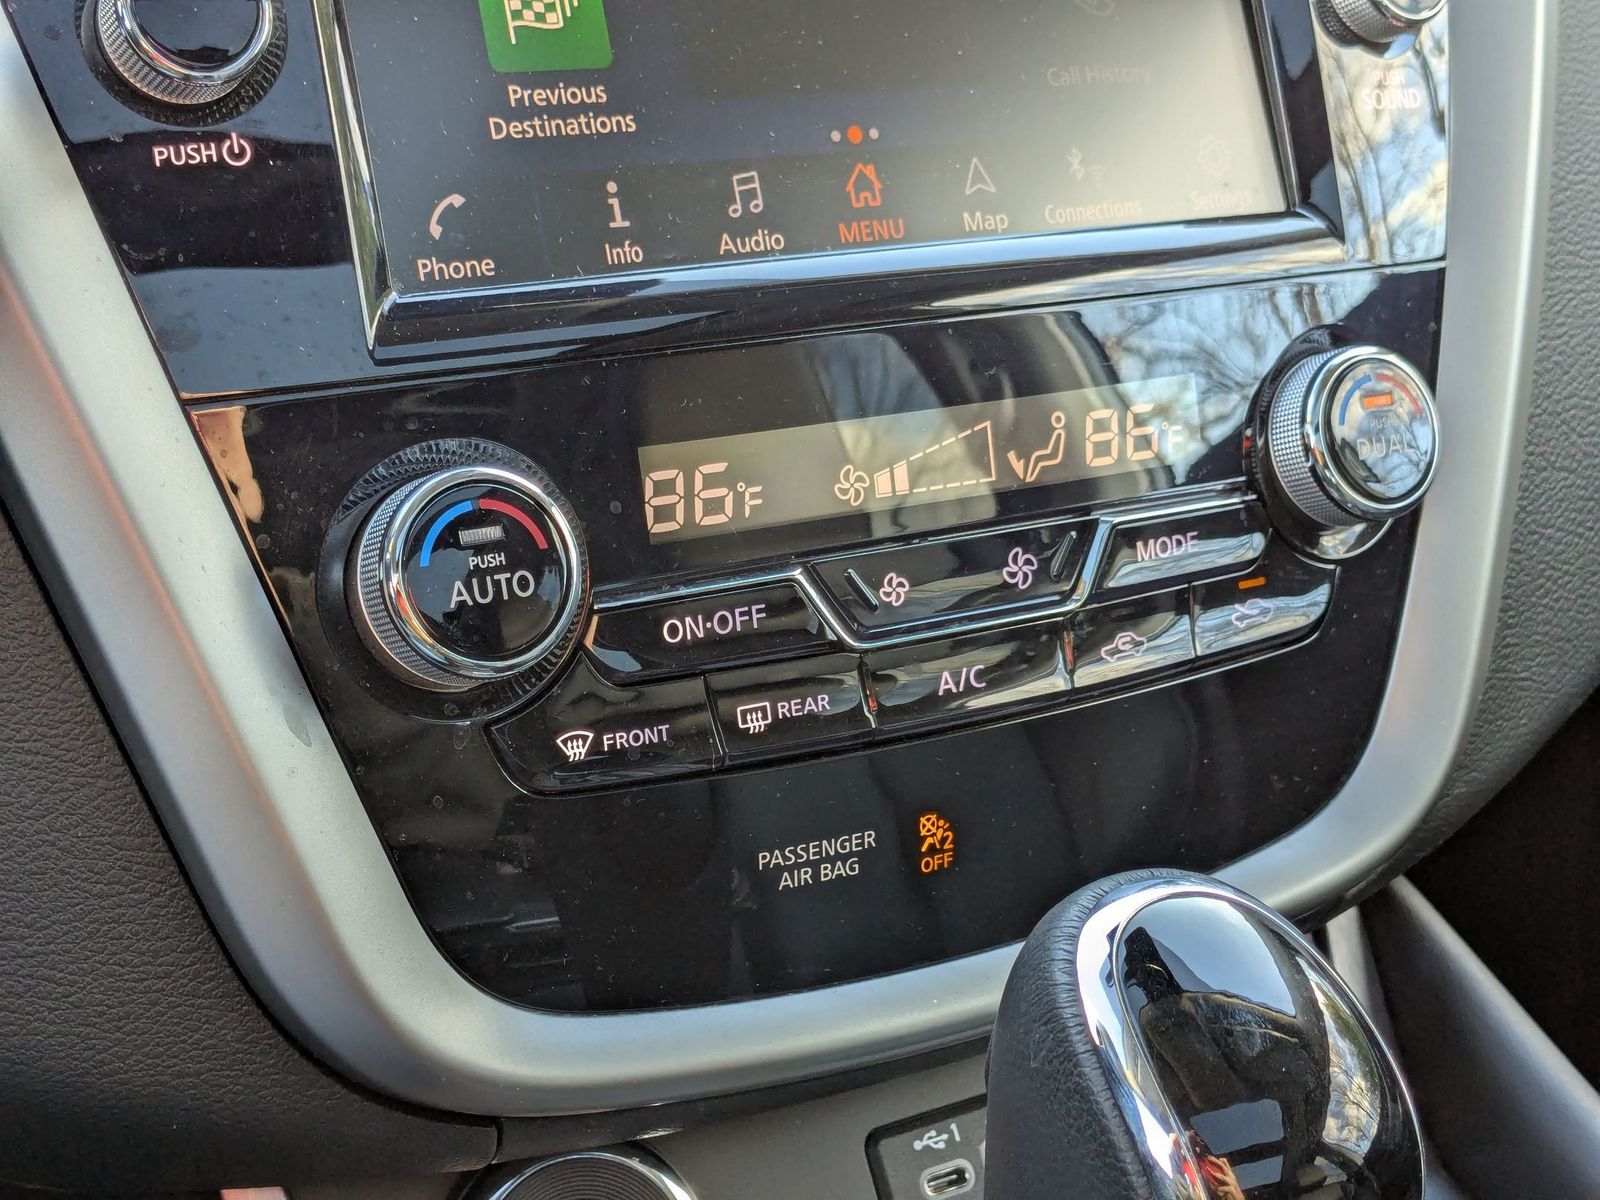 Previous
Destinations
Call History
PUSH
SOUND
PUSH
Phone
Info
Audio
MENU
Map
Connections
Settings
86°F
86°F
PUSH
AUTO
PUSH
DUAL
ON·OFF
MODE
FRONT
REAR
A/C
PASSENGER
AIR BAG
2
OFF
1